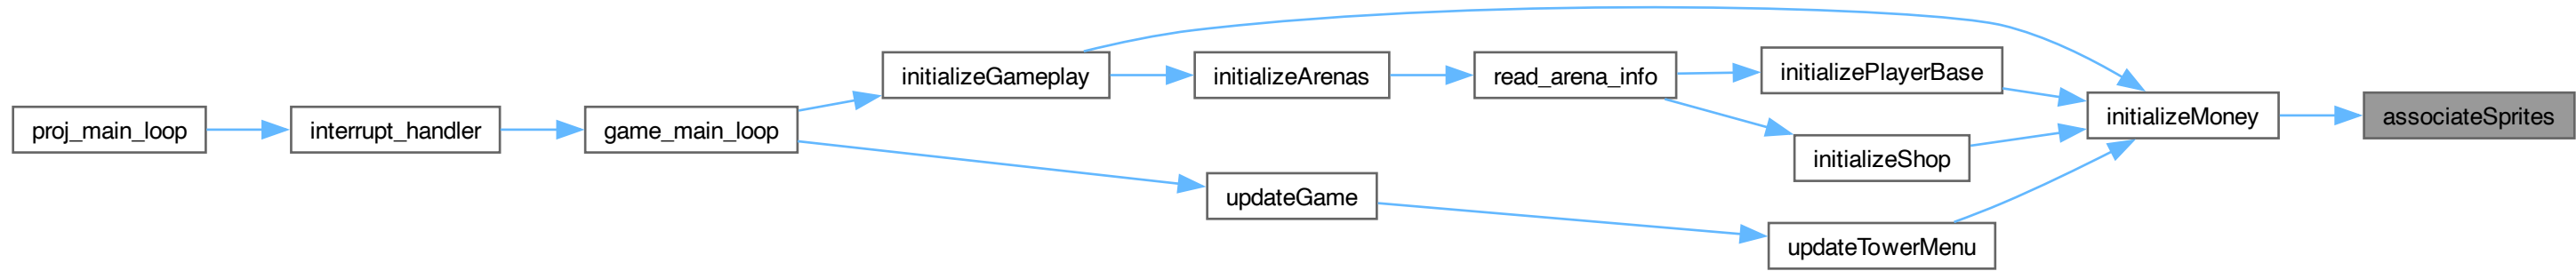 proj_main_loop
interrupt_handler
game_main_loop
initializeGameplay
initializeArenas
read_arena_info
initializePlayerBase
initializeMoney
associateSprites
initializeShop
updateGame
updateTowerMenu